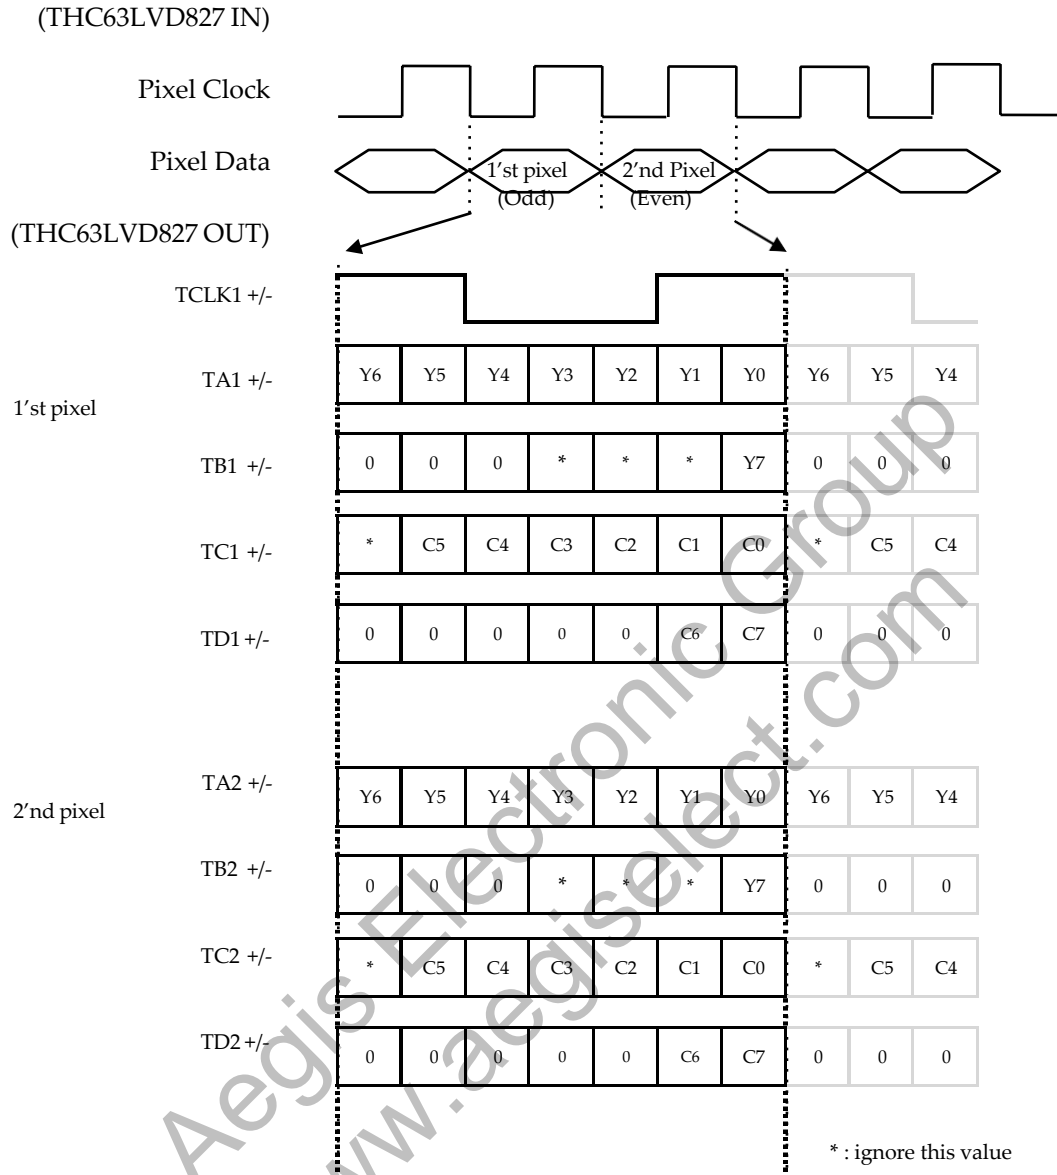 (THC63LVD827 IN)
Pixel Clock
Pixel Data
1'st pixel
(Odd)
2'nd Pixel
(Even)
(THC63LVD827 OUT)
TCLK1 +/-
TA1 +/- Y6 Y5 Y4 Y3 Y2 Y1 Y0 Y6 Y5 Y4
1'st pixel
TB1 +/- 0 0 0 * * * Y7 0 0 0
TC1 +/- * C5 C4 C3 C2 C1 C0 * C5 C4
TD1 +/- 0 0 0 0 0 C6 C7 0 0 0
TA2 +/- Y6 Y5 Y4 Y3 Y2 Y1 Y0 Y6 Y5 Y4
2'nd pixel
TB2 +/- 0 0 0 * * * Y7 0 0 0
TC2 +/- * C5 C4 C3 C2 C1 C0 * C5 C4
TD2 +/- 0 0 0 0 0 C6 C7 0 0 0
* : ignore this value
Aegis Electronic Group
www.aegiselect.com